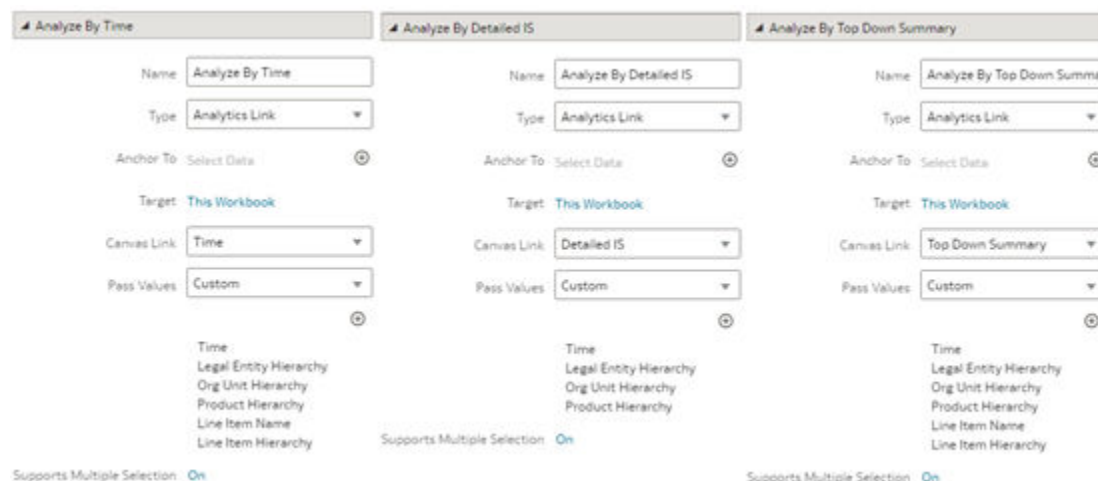 Analyze By Time
Name Analyze By Time
Type Analytics Link
Anchor To Select Data
Target This Workbook
Canvas Link Time
Pass Values Custom
Time
Legal Entity Hierarchy
Org Unit Hierarchy
Product Hierarchy
Line Item Name
Line Item Hierarchy
Supports Multiple Selection On
Analyze By Detailed IS
Name Analyze By Detailed IS
Type Analytics Link
Anchor To Select Data
Target This Workbook
Canvas Link Detailed IS
Pass Values Custom
Time
Legal Entity Hierarchy
Org Unit Hierarchy
Product Hierarchy
Supports Multiple Selection On
Analyze By Top Down Summary
Name Analyze By Top Down Summa
Type Analytics Link
Anchor To Select Data
Target This Workbook
Canvas Link Top Down Summary
Pass Values Custom
Time
Legal Entity Hierarchy
Org Unit Hierarchy
Product Hierarchy
Line Item Name
Line Item Hierarchy
Supports Multiple Selection On